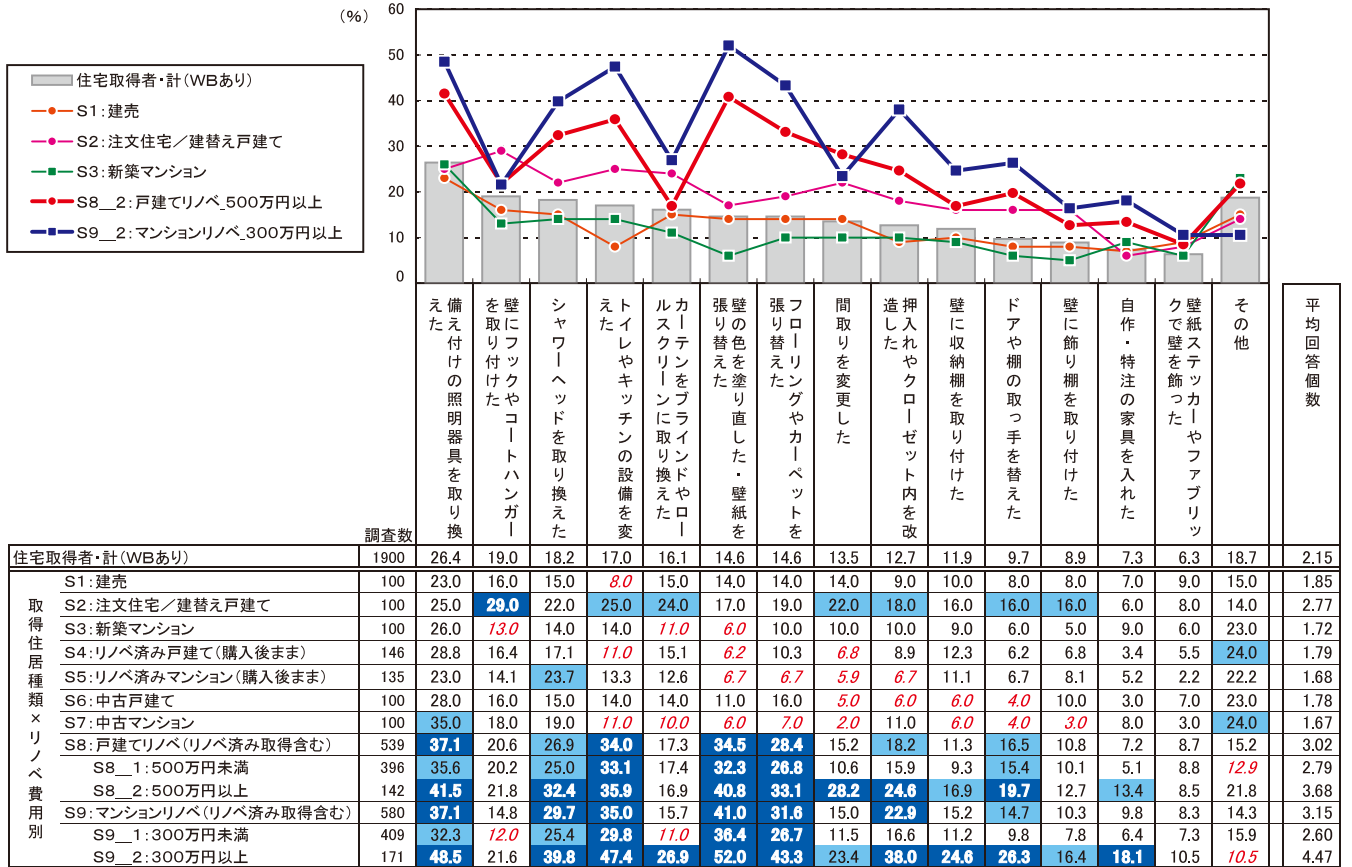 (%)
60
50
40
30
20
10
0
住宅取得者・計(WBあり)
S1:建売
S2:注文住宅／建替え戸建て
S3:新築マンション
S8__2:戸建てリノベ_500万円以上
S9__2:マンションリノベ_300万円以上
備え付けの照明器具を取り換
えた
壁にフックやコートハンガー
を取り付けた
シャワーヘッドを取り換えた
トイレやキッチンの設備を変
えた
カーテンをブラインドやロー
ルスクリーンに取り換えた
壁の色を塗り直した・壁紙を
張り替えた
フローリングやカーペットを
張り替えた
間取りを変更した
押入れやクローゼット内を改
造した
壁に収納棚を取り付けた
ドアや棚の取っ手を替えた
壁に飾り棚を取り付けた
自作・特注の家具を入れた
壁紙ステッカーやファブリッ
クで壁を飾った
その他
平均回答個数
調査数
住宅取得者・計(WBあり) 1900 26.4 19.0 18.2 17.0 16.1 14.6 14.6 13.5 12.7 11.9 9.7 8.9 7.3 6.3 18.7 2.15
取得住居種類×リノベ費用別
S1:建売 100 23.0 16.0 15.0 8.0 15.0 14.0 14.0 14.0 9.0 10.0 8.0 8.0 7.0 9.0 15.0 1.85
S2:注文住宅／建替え戸建て 100 25.0 29.0 22.0 25.0 24.0 17.0 19.0 22.0 18.0 16.0 16.0 16.0 6.0 8.0 14.0 2.77
S3:新築マンション 100 26.0 13.0 14.0 14.0 11.0 6.0 10.0 10.0 10.0 9.0 6.0 5.0 9.0 6.0 23.0 1.72
S4:リノベ済み戸建て(購入後まま) 146 28.8 16.4 17.1 11.0 15.1 6.2 10.3 6.8 8.9 12.3 6.2 6.8 3.4 5.5 24.0 1.79
S5:リノベ済みマンション(購入後まま) 135 23.0 14.1 23.7 13.3 12.6 6.7 6.7 5.9 6.7 11.1 6.7 8.1 5.2 2.2 22.2 1.68
S6:中古戸建て 100 28.0 16.0 15.0 14.0 14.0 11.0 16.0 5.0 6.0 6.0 4.0 10.0 3.0 7.0 23.0 1.78
S7:中古マンション 100 35.0 18.0 19.0 11.0 10.0 6.0 7.0 2.0 11.0 6.0 4.0 3.0 8.0 3.0 24.0 1.67
S8:戸建てリノベ(リノベ済み取得含む) 539 37.1 20.6 26.9 34.0 17.3 34.5 28.4 15.2 18.2 11.3 16.5 10.8 7.2 8.7 15.2 3.02
S8__1:500万円未満 396 35.6 20.2 25.0 33.1 17.4 32.3 26.8 10.6 15.9 9.3 15.4 10.1 5.1 8.8 12.9 2.79
S8__2:500万円以上 142 41.5 21.8 32.4 35.9 16.9 40.8 33.1 28.2 24.6 16.9 19.7 12.7 13.4 8.5 21.8 3.68
S9:マンションリノベ(リノベ済み取得含む) 580 37.1 14.8 29.7 35.0 15.7 41.0 31.6 15.0 22.9 15.2 14.7 10.3 9.8 8.3 14.3 3.15
S9__1:300万円未満 409 32.3 12.0 25.4 29.8 11.0 36.4 26.7 11.5 16.6 11.2 9.8 7.8 6.4 7.3 15.9 2.60
S9__2:300万円以上 171 48.5 21.6 39.8 47.4 26.9 52.0 43.3 23.4 38.0 24.6 26.3 16.4 18.1 10.5 10.5 4.47